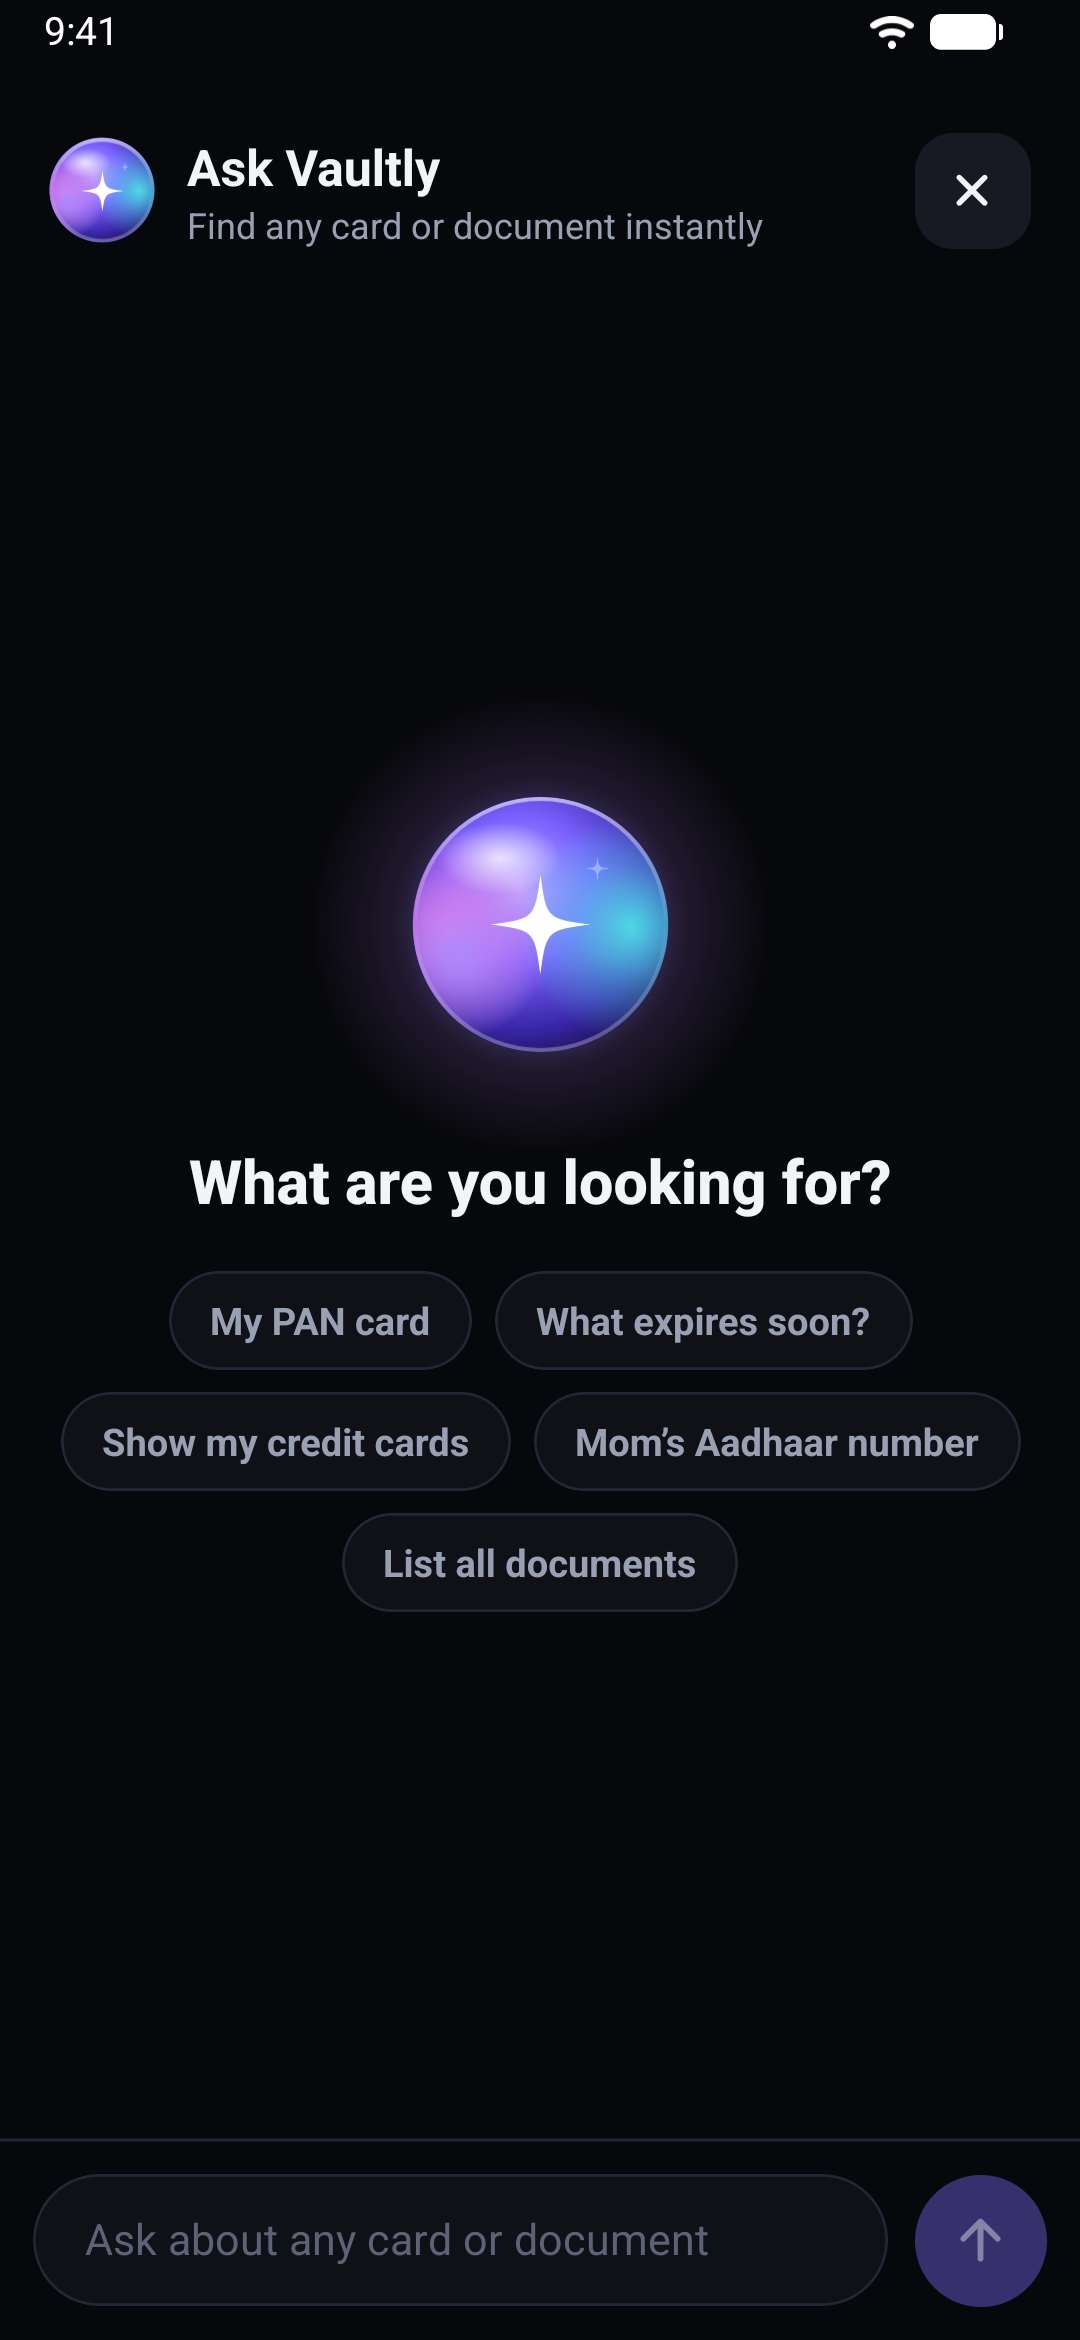 9:41
Ask Vaultly
Find any card or document instantly
What are you looking for?
My PAN card
What expires soon?
Show my credit cards
Mom’s Aadhaar number
List all documents
Ask about any card or document